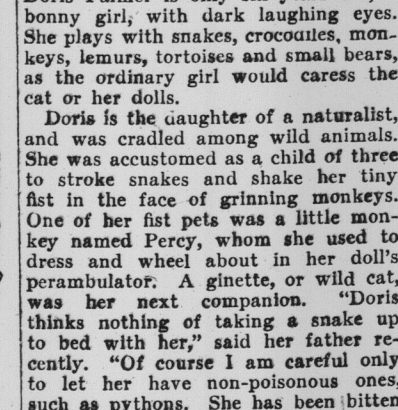 bonny girl, with dark laughing eyes.
She plays with snakes, crocodiles, mon-
keys, lemurs, tortoises and small bears,
as the ordinary girl would caress the
cat or her dolls.
Doris is the daughter of a naturalist,
and was cradled among wild animals.
She was accustomed as a child of three
to stroke snakes and shake her tiny
fist in the face of grinning monkeys.
One of her fist pets was a little mon-
key named Percy, whom she used to
dress and wheel about in her doll's
perambulator. A ginette, or wild cat,
was her next companion. "Doris
thinks nothing of taking a snake up
to bed with her," said her father re-
cently. "Of course I am careful only
to let her have non-poisonous ones,
such as pythons. She has been bitten